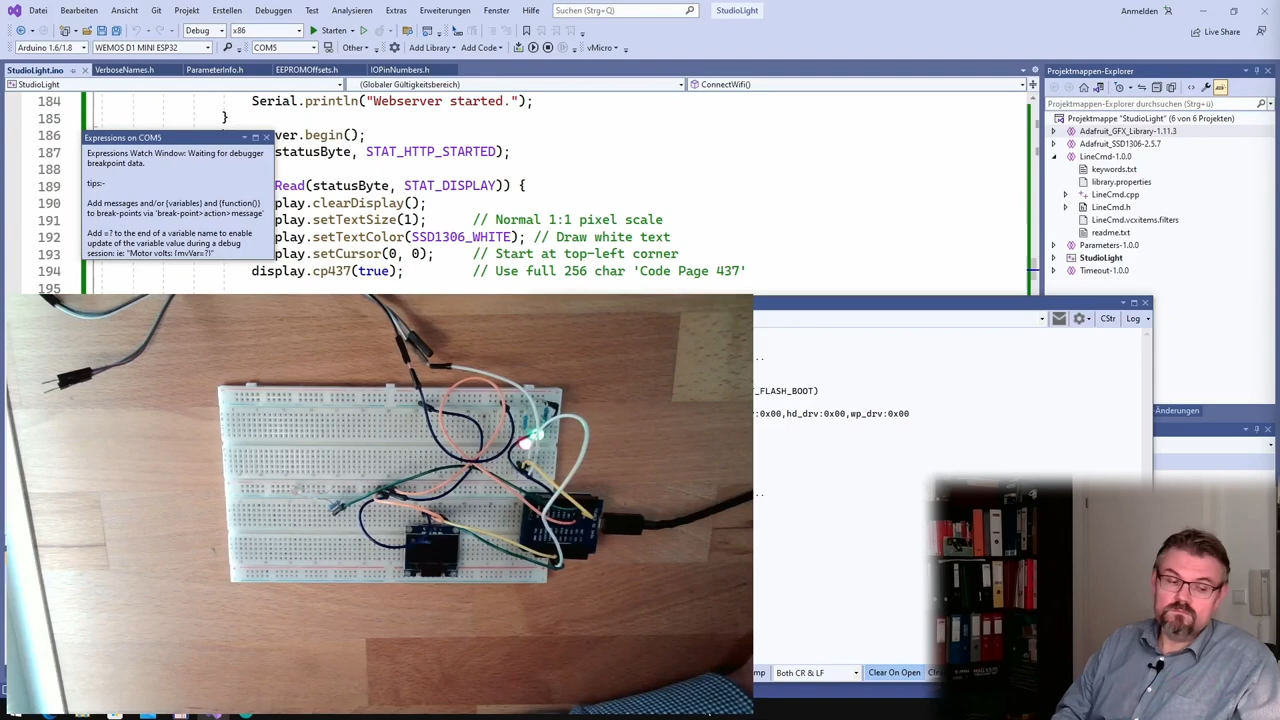 Datei Bearbeiten Ansicht Git Projekt Erstellen Debuggen Test Analysieren Extras Erweiterungen Fenster Hilfe Suchen (Strg+Q) StudioLight Anmelden
Debug x86 Starten Live Share
Arduino 1.6/1.8 WEMOS D1 MINI ESP32 COM5 Other Add Library Add Code vMicro
StudioLight.ino VerboseNames.h ParameterInfo.h EEPROMOffsets.h IOPinNumbers.h
StudioLight (Globaler Gültigkeitsbereich) ConnectWifi()
184 Serial.println("Webserver started.");
185 }
186 ver.begin();
187 statusByte, STAT_HTTP_STARTED);
188
189 Read(statusByte, STAT_DISPLAY)) {
190 play.clearDisplay();
191 play.setTextSize(1); // Normal 1:1 pixel scale
192 play.setTextColor(SSD1306_WHITE); // Draw white text
193 play.setCursor(0, 0); // Start at top-left corner
194 display.cp437(true); // Use full 256 char 'Code Page 437'
195
Expressions on COM5
Expressions Watch Window: Waiting for debugger
breakpoint data.
tips:-
Add messages and/or {variables} and {function()}
to break-points via 'break-point>action>message'
Add =? to the end of a variable name to enable
update of the variable value during a debug
session: ie: "Motor volts: {mvVar=?}"
Projektmappen-Explorer
Projektmappen-Explorer durchsuchen (Strg+ü)
Projektmappe "StudioLight" (6 von 6 Projekten)
Adafruit_GFX_Library-1.11.3
Adafruit_SSD1306-2.5.7
LineCmd-1.0.0
keywords.txt
library.properties
LineCmd.cpp
LineCmd.h
LineCmd.vcxitems.filters
readme.txt
Parameters-1.0.0
StudioLight
Timeout-1.0.0
CStr Log
..
T_FLASH_BOOT)
v:0x00,hd_drv:0x00,wp_drv:0x00
..
-Änderungen
mp Both CR & LF Clear On Open